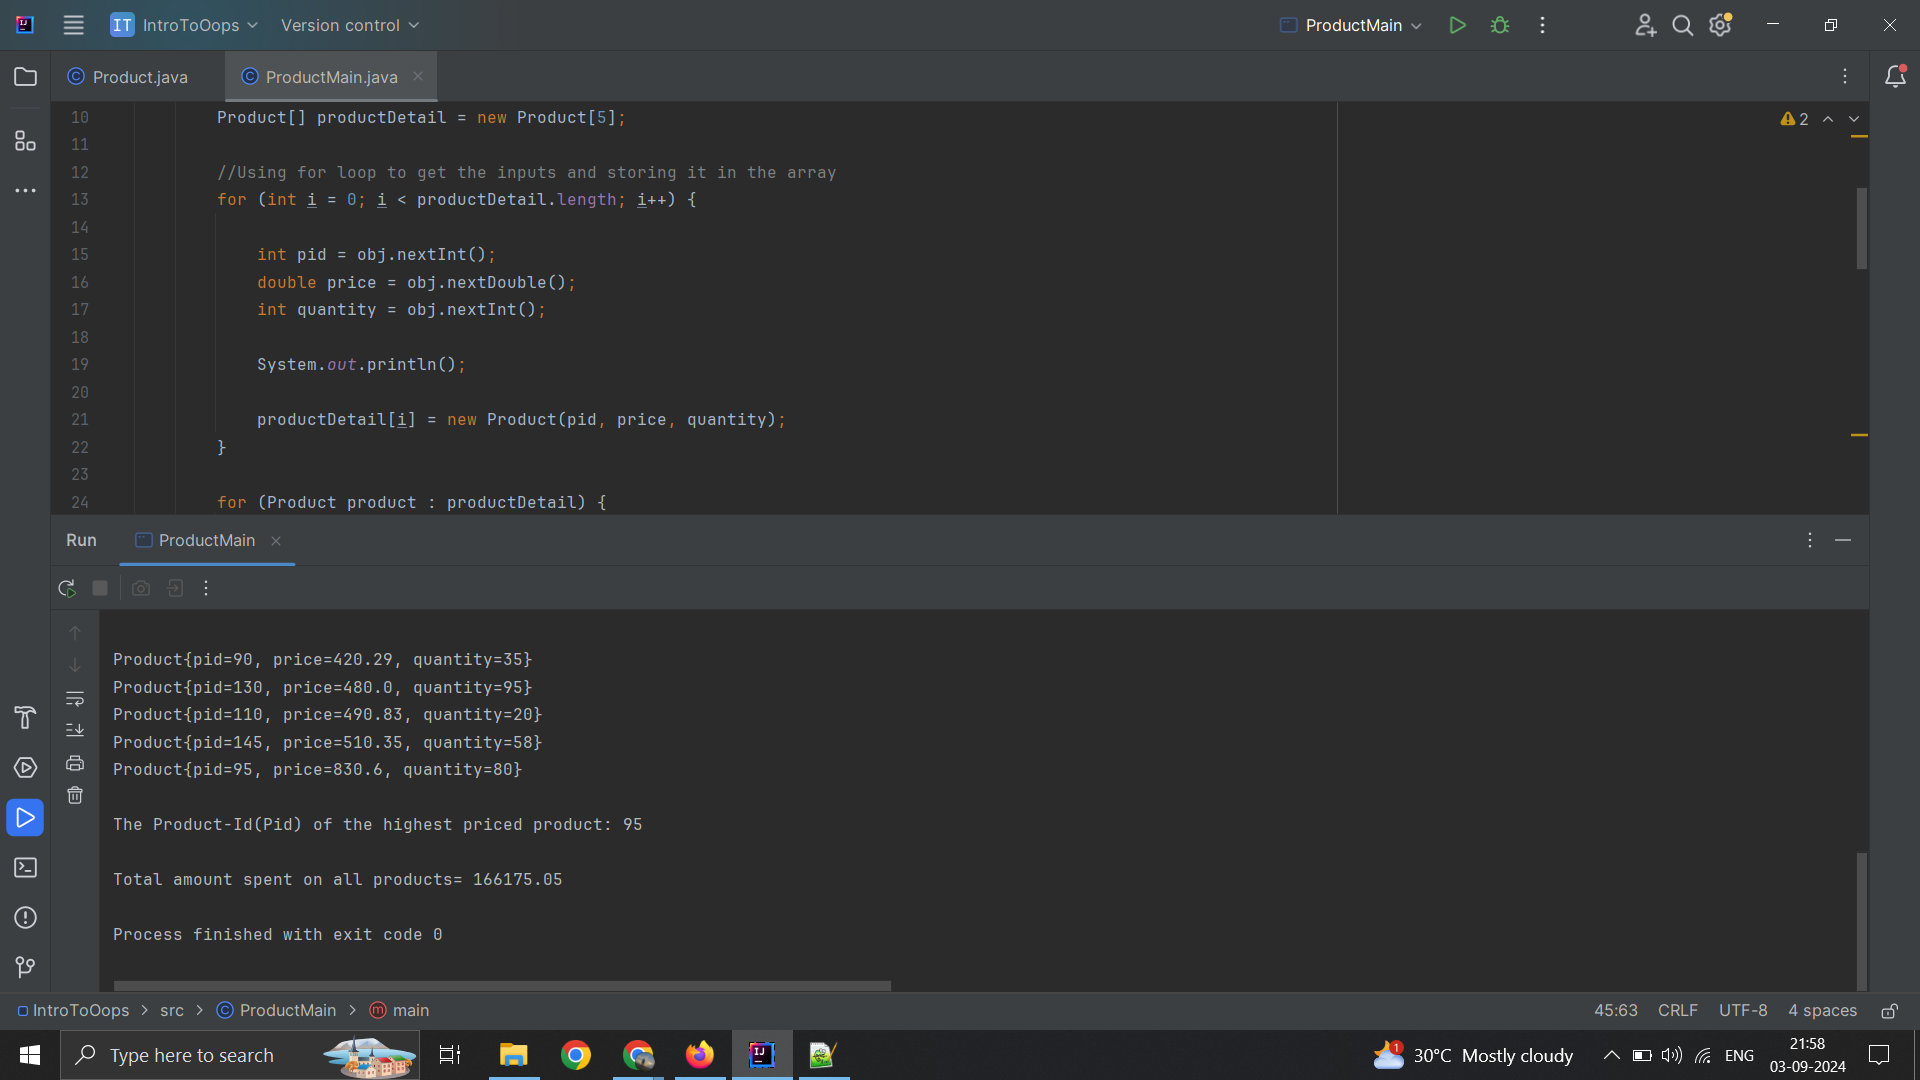 IT IntroToOops Version control ProductMain
Product.java ProductMain.java
10 Product[] productDetail = new Product[5]; 2
11
12 //Using for loop to get the inputs and storing it in the array
13 for (int i = 0; i < productDetail.length; i++) {
14
15 int pid = obj.nextInt();
16 double price = obj.nextDouble();
17 int quantity = obj.nextInt();
18
19 System.out.println();
20
21 productDetail[i] = new Product(pid, price, quantity);
22 }
23
24 for (Product product : productDetail) {
Run ProductMain
Product{pid=90, price=420.29, quantity=35}
Product{pid=130, price=480.0, quantity=95}
Product{pid=110, price=490.83, quantity=20}
Product{pid=145, price=510.35, quantity=58}
Product{pid=95, price=830.6, quantity=80}
The Product-Id(Pid) of the highest priced product: 95
Total amount spent on all products= 166175.05
Process finished with exit code 0
IntroToOops > src > ProductMain > main 45:63 CRLF UTF-8 4 spaces
Type here to search 1 30°C Mostly cloudy ENG 21:58
03-09-2024